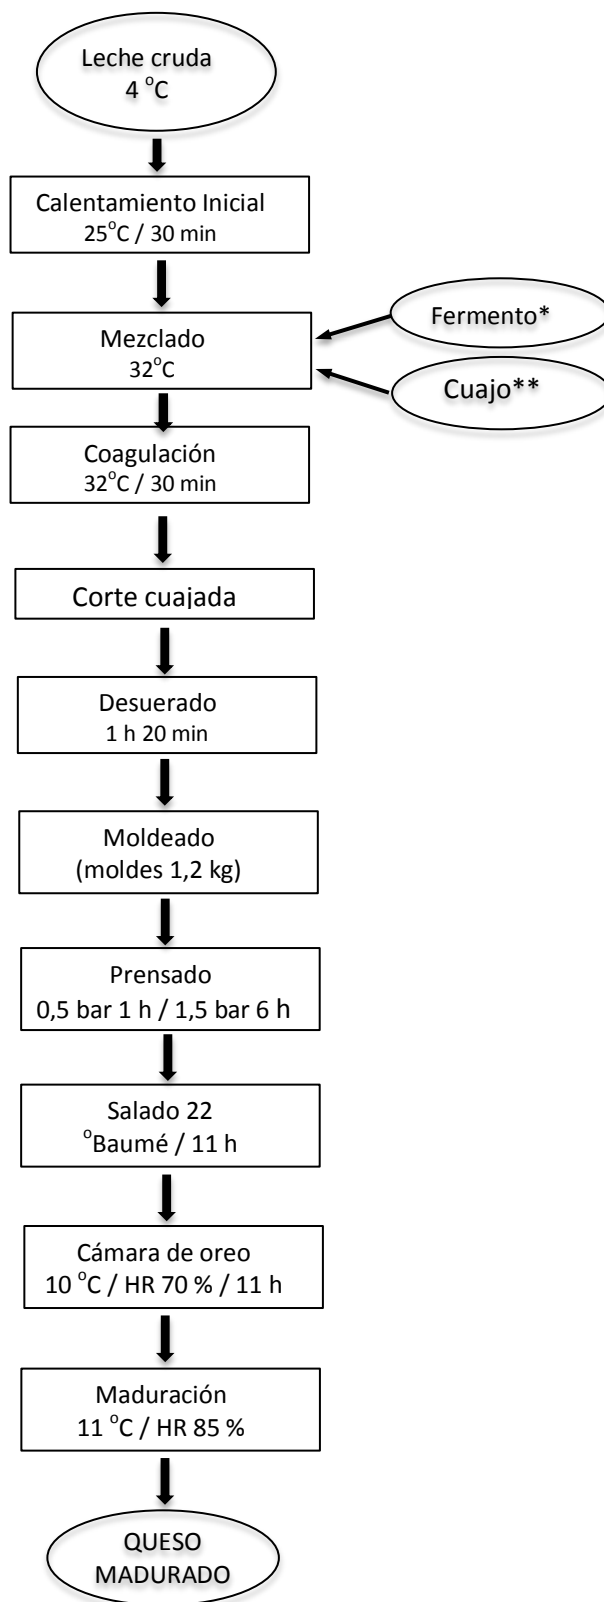 Leche cruda
4 °C
Calentamiento Inicial
25°C / 30 min
Mezclado
32°C
Fermento*
Cuajo**
Coagulación
32°C / 30 min
Corte cuajada
Desuerado
1 h 20 min
Moldeado
(moldes 1,2 kg)
Prensado
0,5 bar 1 h / 1,5 bar 6 h
Salado 22
°Baumé / 11 h
Cámara de oreo
10 °C / HR 70 % / 11 h
Maduración
11 °C / HR 85 %
QUESO
MADURADO